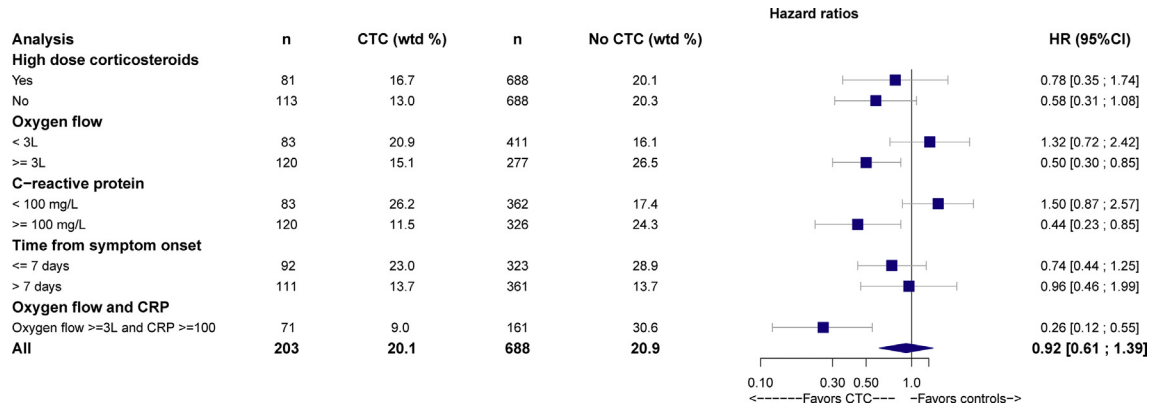 Hazard ratios
Analysis n CTC (wtd %) n No CTC (wtd %) HR (95%CI)
High dose corticosteroids
Yes 81 16.7 688 20.1 0.78 [0.35 ; 1.74]
No 113 13.0 688 20.3 0.58 [0.31 ; 1.08]
Oxygen flow
< 3L 83 20.9 411 16.1 1.32 [0.72 ; 2.42]
>= 3L 120 15.1 277 26.5 0.50 [0.30 ; 0.85]
C−reactive protein
< 100 mg/L 83 26.2 362 17.4 1.50 [0.87 ; 2.57]
>= 100 mg/L 120 11.5 326 24.3 0.44 [0.23 ; 0.85]
Time from symptom onset
<= 7 days 92 23.0 323 28.9 0.74 [0.44 ; 1.25]
> 7 days 111 13.7 361 13.7 0.96 [0.46 ; 1.99]
Oxygen flow and CRP
Oxygen flow >=3L and CRP >=100 71 9.0 161 30.6 0.26 [0.12 ; 0.55]
All 203 20.1 688 20.9 0.92 [0.61 ; 1.39]
0.10 0.30 0.50 1.0
<−−−−−−Favors CTC−−− −Favors controls−>